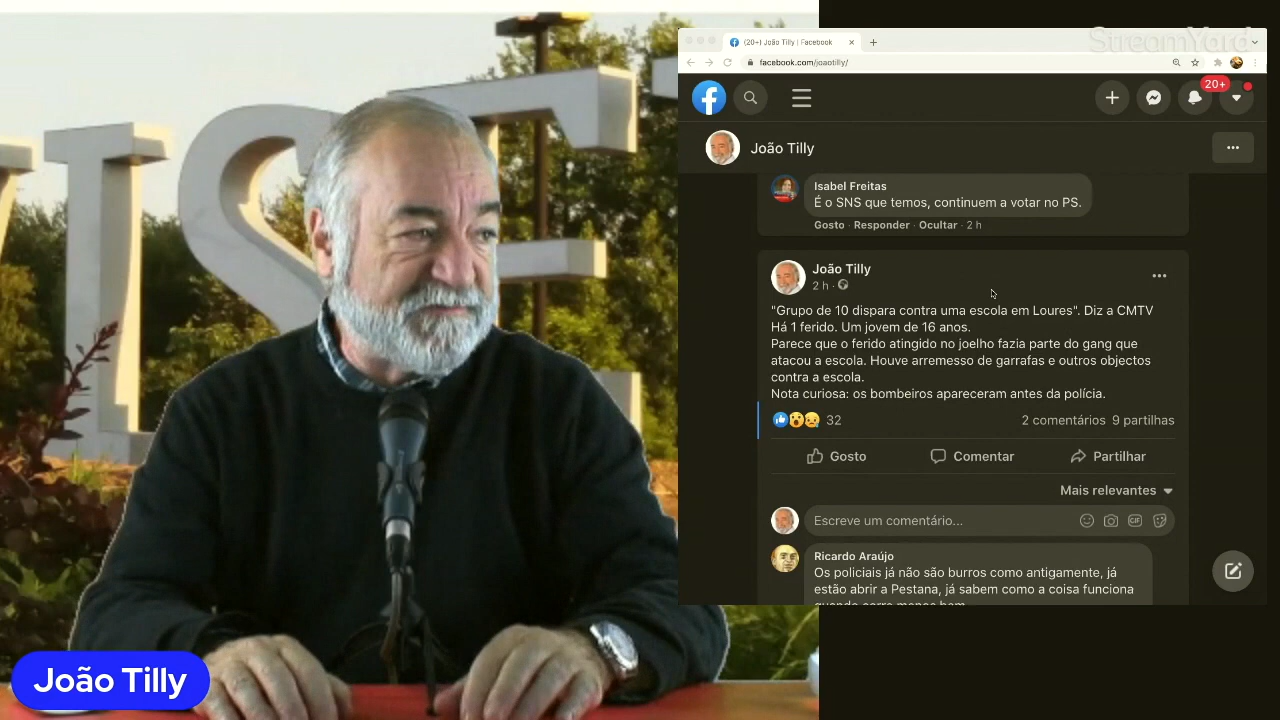 VISE
StreamYard
(20+) João Tilly | Facebook
facebook.com/joaotilly/
20+
João Tilly
Isabel Freitas
É o SNS que temos, continuem a votar no PS.
Gosto · Responder · Ocultar · 2 h
João Tilly
2 h ·
"Grupo de 10 dispara contra uma escola em Loures". Diz a CMTV
Há 1 ferido. Um jovem de 16 anos.
Parece que o ferido atingido no joelho fazia parte do gang que
atacou a escola. Houve arremesso de garrafas e outros objectos
contra a escola.
Nota curiosa: os bombeiros apareceram antes da polícia.
32
2 comentários 9 partilhas
Gosto Comentar Partilhar
Mais relevantes
Escreve um comentário...
GIF
Ricardo Araújo
Os policiais já não são burros como antigamente, já
estão abrir a Pestana, já sabem como a coisa funciona
João Tilly